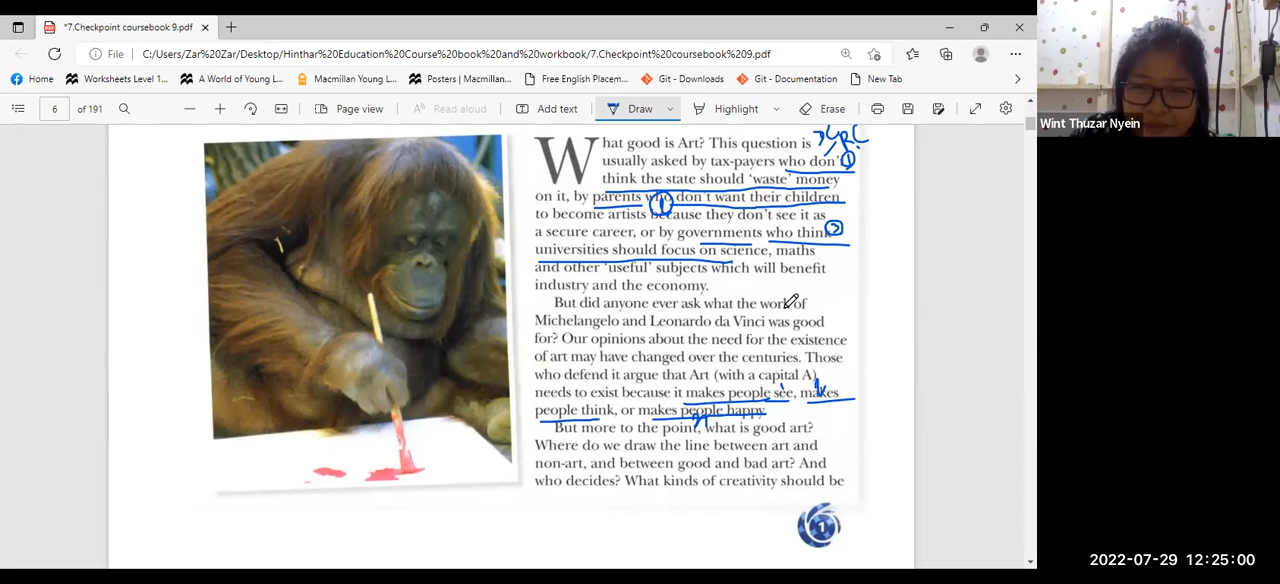 *7.Checkpoint coursebook 9.pdf
File
C:/Users/Zar%20Zar/Desktop/Hinthar%20Education%20Course%20book%20and%20workbook/7.Checkpoint%20coursebook%209.pdf
Home
Worksheets Level 1...
A World of Young L...
Macmillan Young L...
Posters | Macmillan...
Free English Placem...
Git - Downloads
Git - Documentation
New Tab
6 of 191
Page view
Read aloud
Add text
Draw
Highlight
Erase
Wint Thuzar Nyein
What good is Art? This question is
usually asked by tax-payers who don't
think the state should 'waste' money
on it, by parents who don't want their children
to become artists because they don't see it as
a secure career, or by governments who think
universities should focus on science, maths
and other 'useful' subjects which will benefit
industry and the economy.
But did anyone ever ask what the work of
Michelangelo and Leonardo da Vinci was good
for? Our opinions about the need for the existence
of art may have changed over the centuries. Those
who defend it argue that Art (with a capital A)
needs to exist because it makes people see, makes
people think, or makes people happy.
But more to the point, what is good art?
Where do we draw the line between art and
non-art, and between good and bad art? And
who decides? What kinds of creativity should be
1
2022-07-29 12:25:00